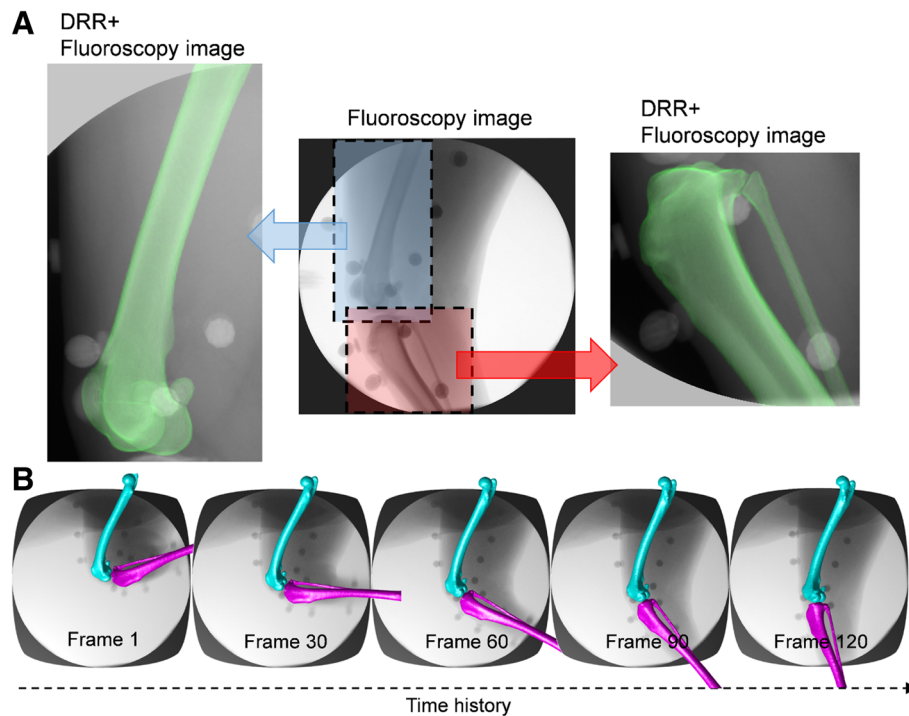 A
DRR+
Fluoroscopy image
Fluoroscopy image
DRR+
Fluoroscopy image
B
Frame 1
Frame 30
Frame 60
Frame 90
Frame 120
Time history